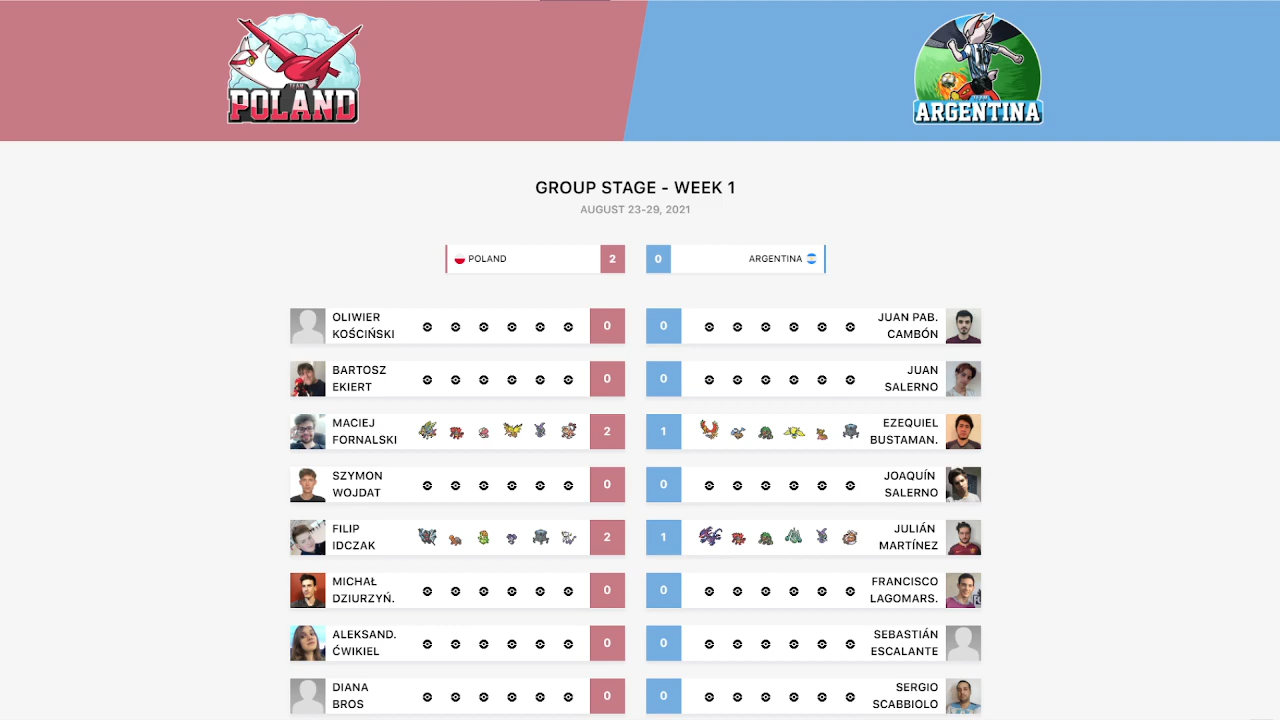 TEAM
POLAND
TEAM
ARGENTINA
GROUP STAGE - WEEK 1
AUGUST 23-29, 2021
POLAND 2 0 ARGENTINA
OLIWIER
KOŚCIŃSKI
0 0
JUAN PAB.
CAMBÓN
BARTOSZ
EKIERT
0 0
JUAN
SALERNO
MACIEJ
FORNALSKI
2 1
EZEQUIEL
BUSTAMAN.
SZYMON
WOJDAT
0 0
JOAQUÍN
SALERNO
FILIP
IDCZAK
2 1
JULIÁN
MARTÍNEZ
MICHAŁ
DZIURZYŃ.
0 0
FRANCISCO
LAGOMARS.
ALEKSAND.
ĆWIKIEL
0 0
SEBASTIÁN
ESCALANTE
DIANA
BROS
0 0
SERGIO
SCABBIOLO